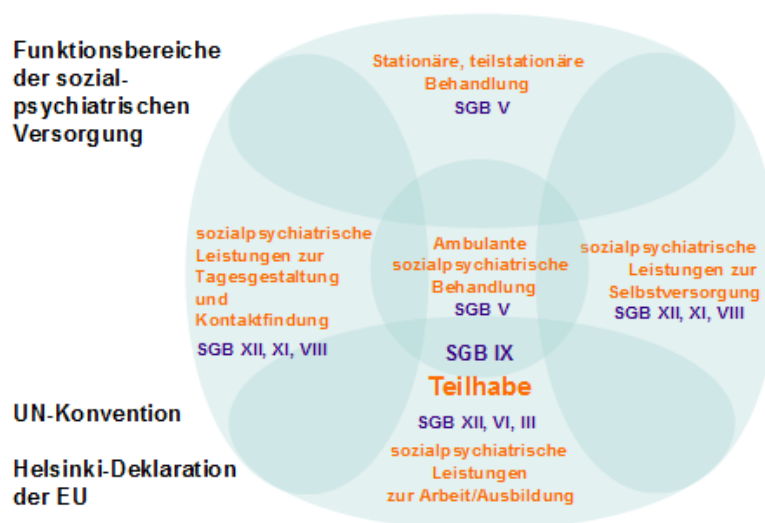 Funktionsbereiche
der sozial-
psychiatrischen
Versorgung
Stationäre, teilstationäre
Behandlung
SGB V
sozialpsychiatrische
Leistungen zur
Tagesgestaltung
und
Kontaktfindung
SGB XII, XI, VIII
Ambulante
sozialpsychiatrische
Behandlung
SGB V
sozialpsychiatrische
Leistungen zur
Selbstversorgung
SGB XII, XI, VIII
SGB IX
Teilhabe
SGB XII, VI, III
sozialpsychiatrische
Leistungen
zur Arbeit/Ausbildung
UN-Konvention
Helsinki-Deklaration
der EU